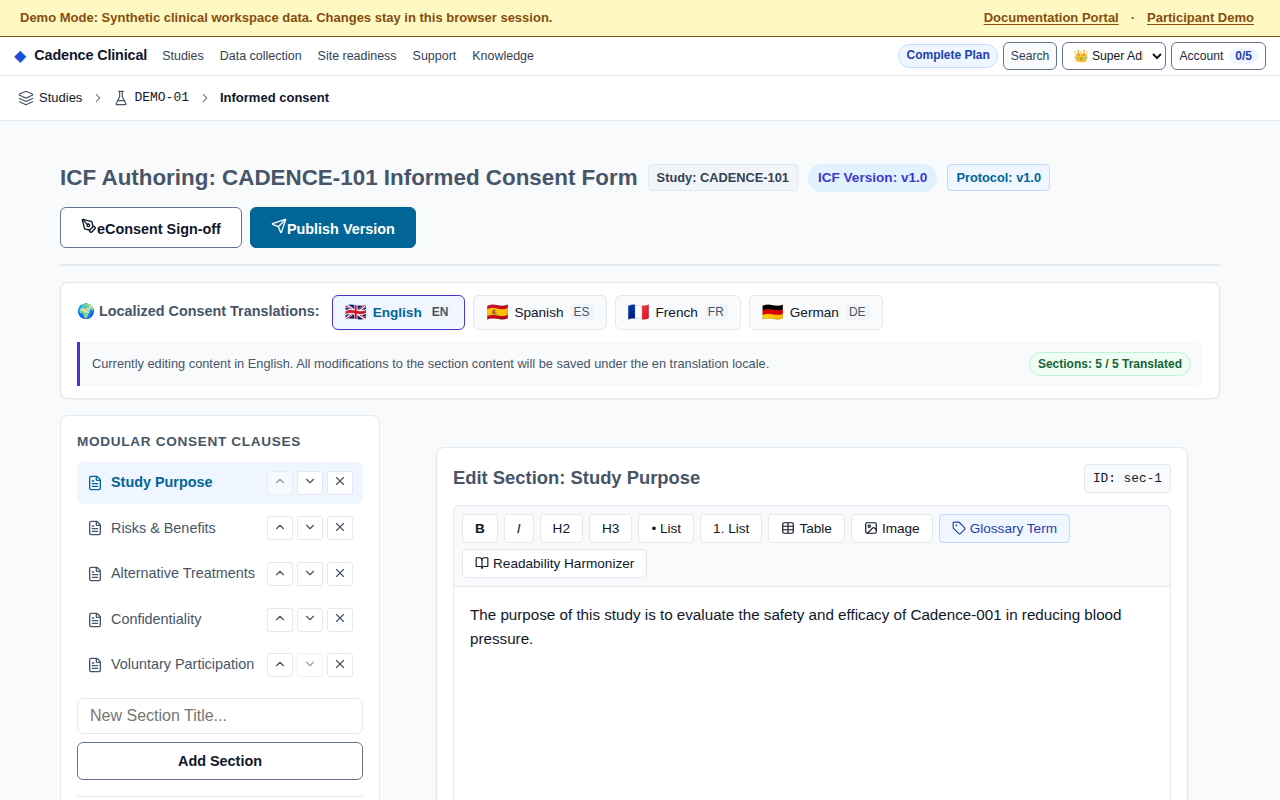 Demo Mode: Synthetic clinical workspace data. Changes stay in this browser session. Documentation Portal · Participant Demo
Cadence Clinical Studies Data collection Site readiness Support Knowledge Complete Plan Search Super Ad Account 0/5
Studies DEMO-01 Informed consent
ICF Authoring: CADENCE-101 Informed Consent Form Study: CADENCE-101 ICF Version: v1.0 Protocol: v1.0
eConsent Sign-off Publish Version
Localized Consent Translations: English EN Spanish ES French FR German DE
Currently editing content in English. All modifications to the section content will be saved under the en translation locale. Sections: 5 / 5 Translated
MODULAR CONSENT CLAUSES
Study Purpose
Risks & Benefits
Alternative Treatments
Confidentiality
Voluntary Participation
New Section Title...
Add Section
Edit Section: Study Purpose ID: sec-1
B I H2 H3 • List 1. List Table Image Glossary Term
Readability Harmonizer
The purpose of this study is to evaluate the safety and efficacy of Cadence-001 in reducing blood
pressure.